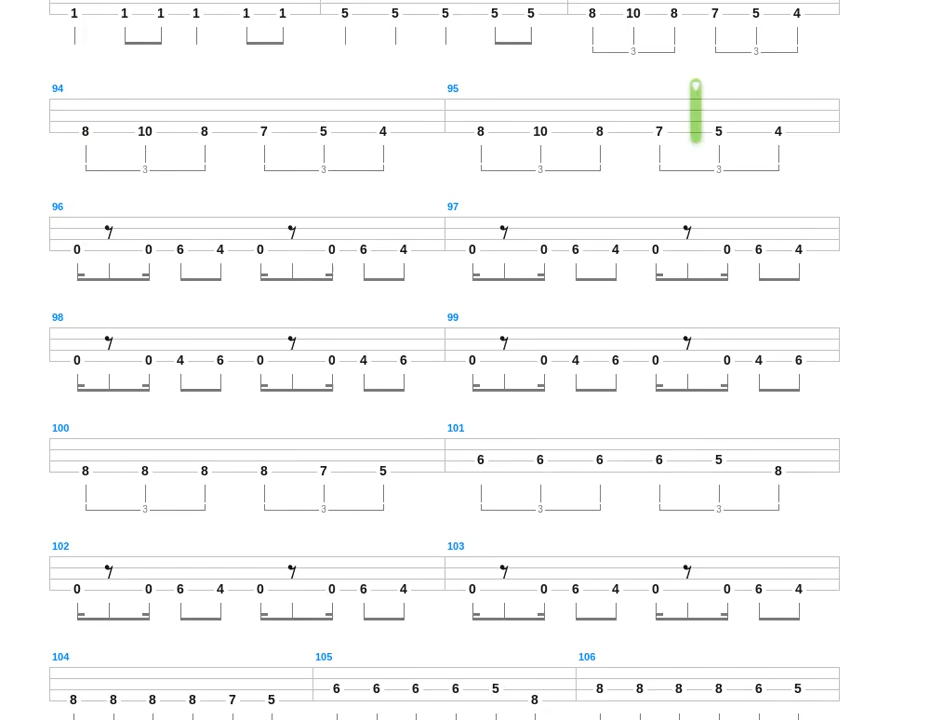 1 1 1 1 1 1 5 5 5 5 5 8 10 8 7 5 4
3 3
94 95
8 10 8 7 5 4 8 10 8 7 5 4
3 3 3 3
96 97
0 0 6 4 0 0 6 4 0 0 6 4 0 0 6 4
98 99
0 0 4 6 0 0 4 6 0 0 4 6 0 0 4 6
100 101
6 6 6 6 5
8 8 8 8 7 5 8
3 3 3 3
102 103
0 0 6 4 0 0 6 4 0 0 6 4 0 0 6 4
104 105 106
6 6 6 6 5 8 8 8 8 6 5
8 8 8 8 7 5 8